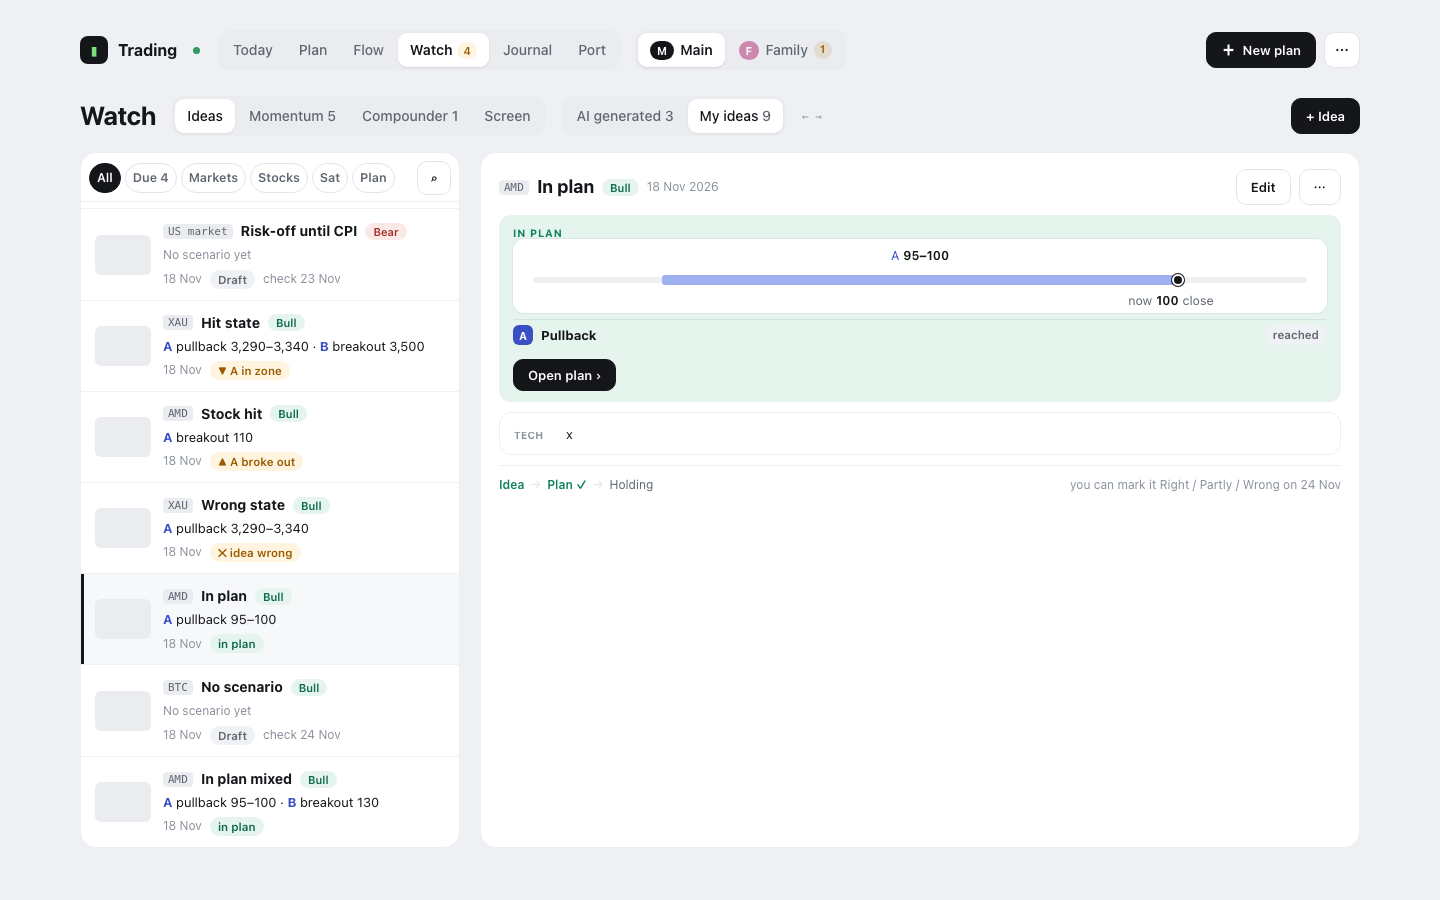 Trading Today Plan Flow Watch 4 Journal Port M Main F Family 1 + New plan ...
Watch Ideas Momentum 5 Compounder 1 Screen AI generated 3 My ideas 9 ← → + Idea
All Due 4 Markets Stocks Sat Plan
US market Risk-off until CPI Bear
No scenario yet
18 Nov Draft check 23 Nov
XAU Hit state Bull
A pullback 3,290–3,340 · B breakout 3,500
18 Nov ▼ A in zone
AMD Stock hit Bull
A breakout 110
18 Nov ▲ A broke out
XAU Wrong state Bull
A pullback 3,290–3,340
18 Nov ✕ idea wrong
AMD In plan Bull
A pullback 95–100
18 Nov in plan
BTC No scenario Bull
No scenario yet
18 Nov Draft check 24 Nov
AMD In plan mixed Bull
A pullback 95–100 · B breakout 130
18 Nov in plan
AMD In plan Bull 18 Nov 2026 Edit ...
IN PLAN
A 95–100
now 100 close
A Pullback reached
Open plan ›
TECH x
Idea → Plan ✓ → Holding you can mark it Right / Partly / Wrong on 24 Nov